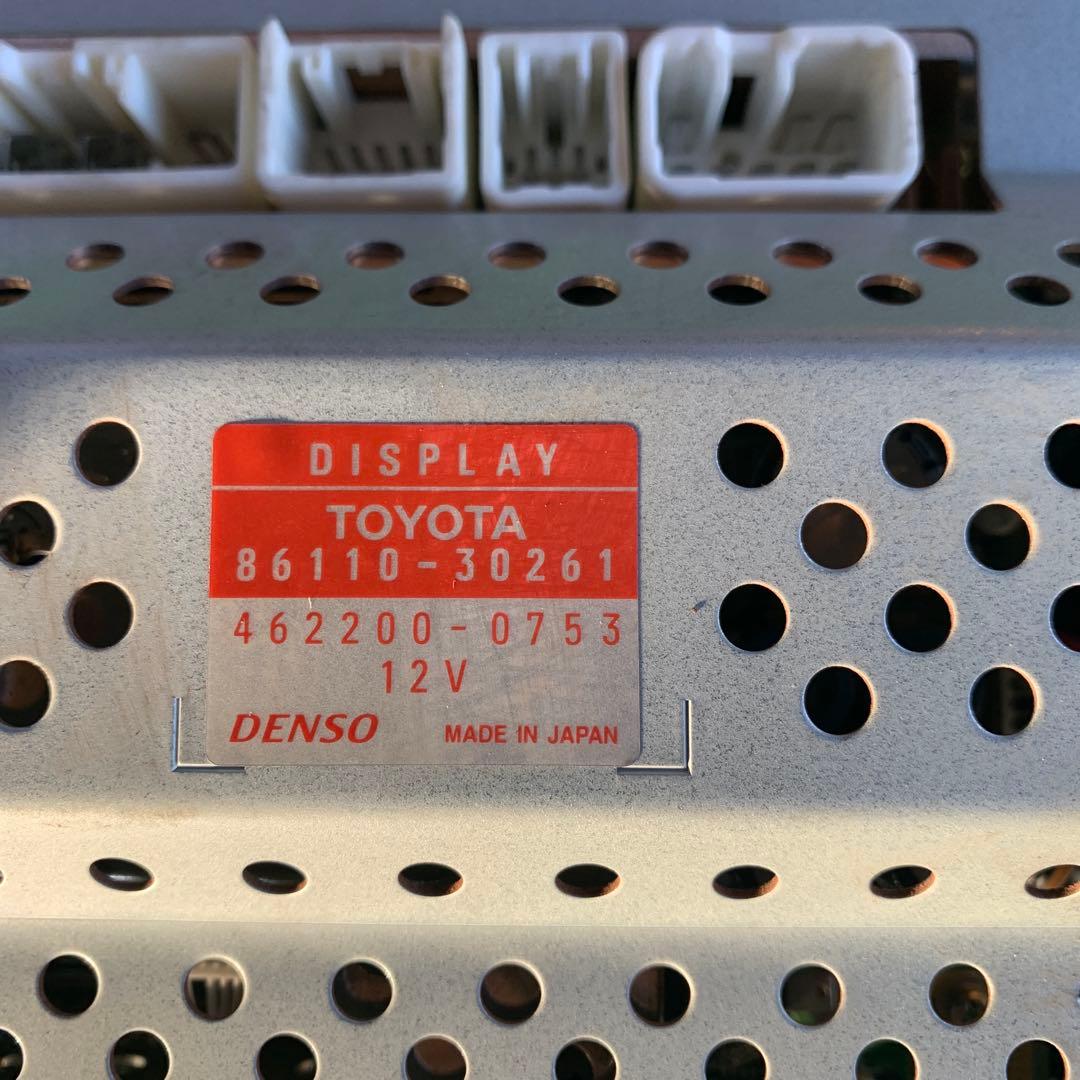 DISPLAY
TOYOTA
86110-30261
462200-0753
12V
DENSO MADE IN JAPAN